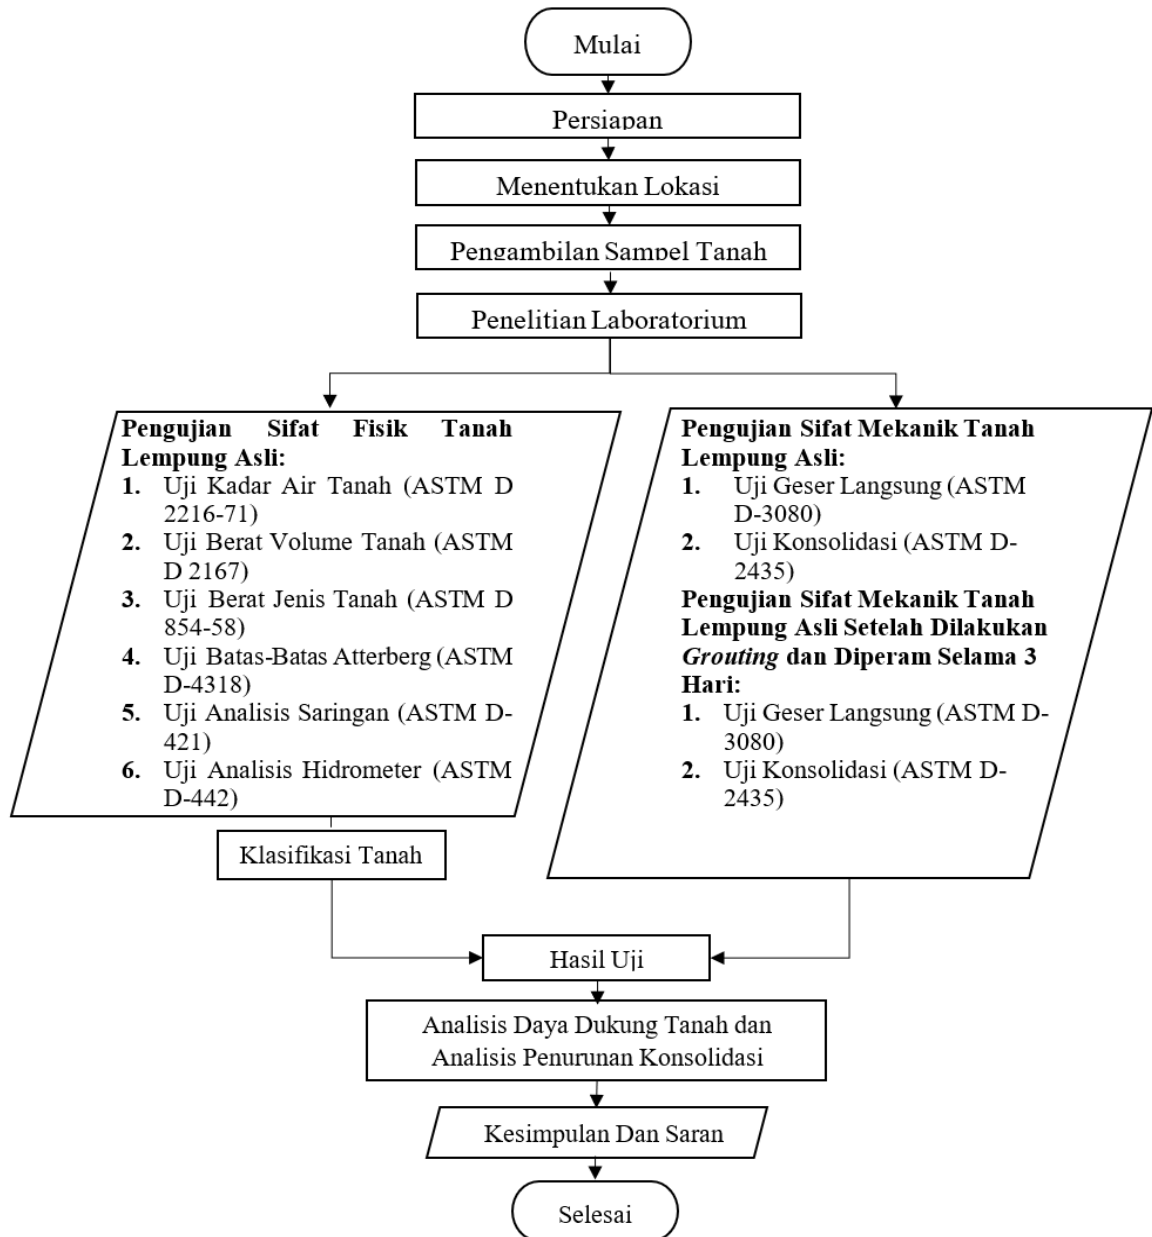 Mulai
Persiapan
Menentukan Lokasi
Pengambilan Sampel Tanah
Penelitian Laboratorium
Pengujian Sifat Fisik Tanah
Lempung Asli:
1. Uji Kadar Air Tanah (ASTM D
2216-71)
2. Uji Berat Volume Tanah (ASTM
D 2167)
3. Uji Berat Jenis Tanah (ASTM D
854-58)
4. Uji Batas-Batas Atterberg (ASTM
D-4318)
5. Uji Analisis Saringan (ASTM D-
421)
6. Uji Analisis Hidrometer (ASTM
D-442)
Klasifikasi Tanah
Pengujian Sifat Mekanik Tanah
Lempung Asli:
1. Uji Geser Langsung (ASTM
D-3080)
2. Uji Konsolidasi (ASTM D-
2435)
Pengujian Sifat Mekanik Tanah
Lempung Asli Setelah Dilakukan
Grouting dan Diperam Selama 3
Hari:
1. Uji Geser Langsung (ASTM D-
3080)
2. Uji Konsolidasi (ASTM D-
2435)
Hasil Uji
Analisis Daya Dukung Tanah dan
Analisis Penurunan Konsolidasi
Kesimpulan Dan Saran
Selesai